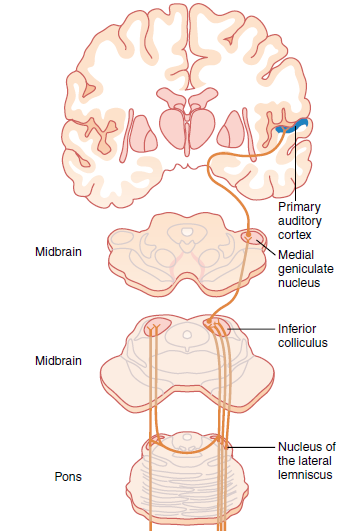 Primary
auditory
cortex
Midbrain
Medial
geniculate
nucleus
Inferior
colliculus
Midbrain
Nucleus of
the lateral
lemniscus
Pons